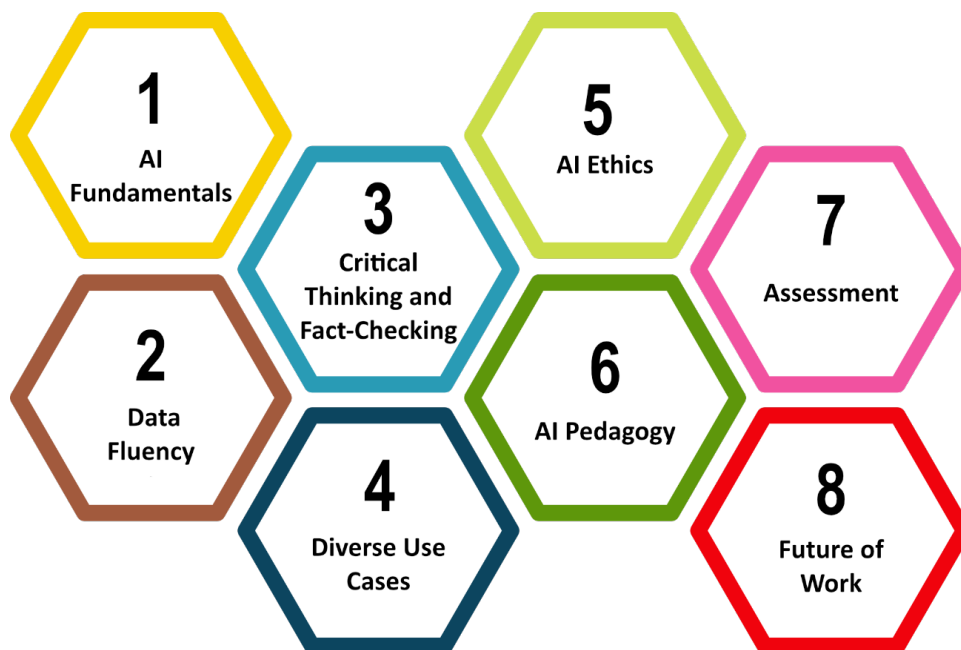 1
AI
Fundamentals
2
Data
Fluency
3
Critical
Thinking and
Fact-Checking
4
Diverse Use
Cases
5
AI Ethics
6
AI Pedagogy
7
Assessment
8
Future of
Work